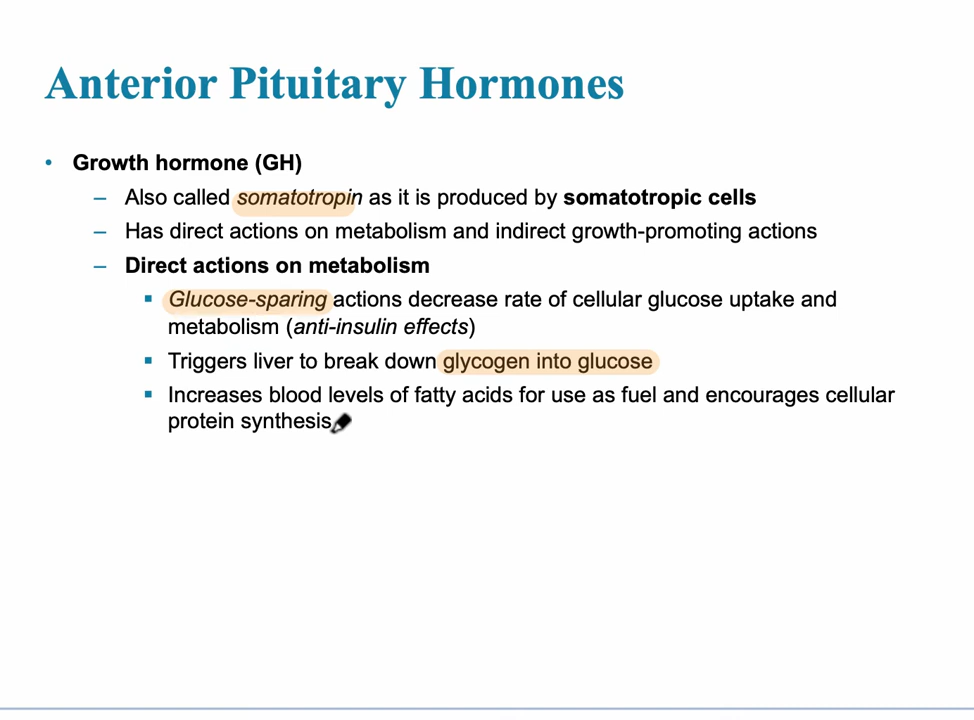 Anterior Pituitary Hormones
• Growth hormone (GH)
– Also called somatotropin as it is produced by somatotropic cells
– Has direct actions on metabolism and indirect growth-promoting actions
– Direct actions on metabolism
▪ Glucose-sparing actions decrease rate of cellular glucose uptake and
metabolism (anti-insulin effects)
▪ Triggers liver to break down glycogen into glucose
▪ Increases blood levels of fatty acids for use as fuel and encourages cellular
protein synthesis